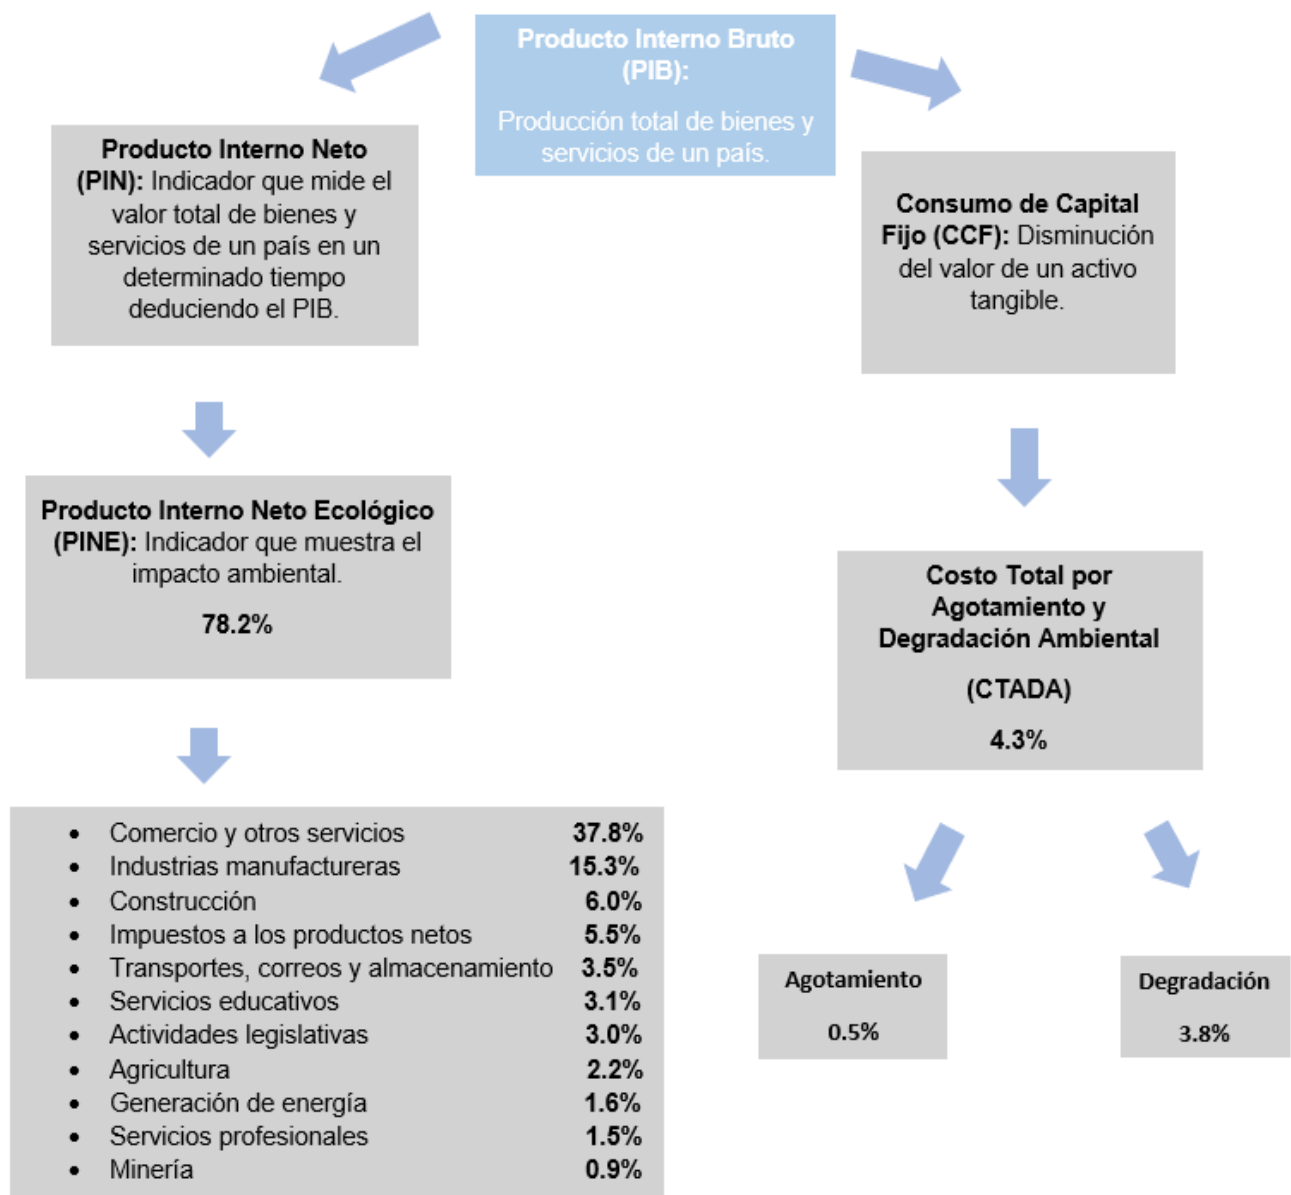 Producto Interno Bruto
(PIB):
Producción total de bienes y
servicios de un país.
Producto Interno Neto
(PIN): Indicador que mide el
valor total de bienes y
servicios de un país en un
determinado tiempo
deduciendo el PIB.
Consumo de Capital
Fijo (CCF): Disminución
del valor de un activo
tangible.
Producto Interno Neto Ecológico
(PINE): Indicador que muestra el
impacto ambiental.
78.2%
Costo Total por
Agotamiento y
Degradación Ambiental
(CTADA)
4.3%
• Comercio y otros servicios 37.8%
• Industrias manufactureras 15.3%
• Construcción 6.0%
• Impuestos a los productos netos 5.5%
• Transportes, correos y almacenamiento 3.5%
• Servicios educativos 3.1%
• Actividades legislativas 3.0%
• Agricultura 2.2%
• Generación de energía 1.6%
• Servicios profesionales 1.5%
• Minería 0.9%
Agotamiento
0.5%
Degradación
3.8%